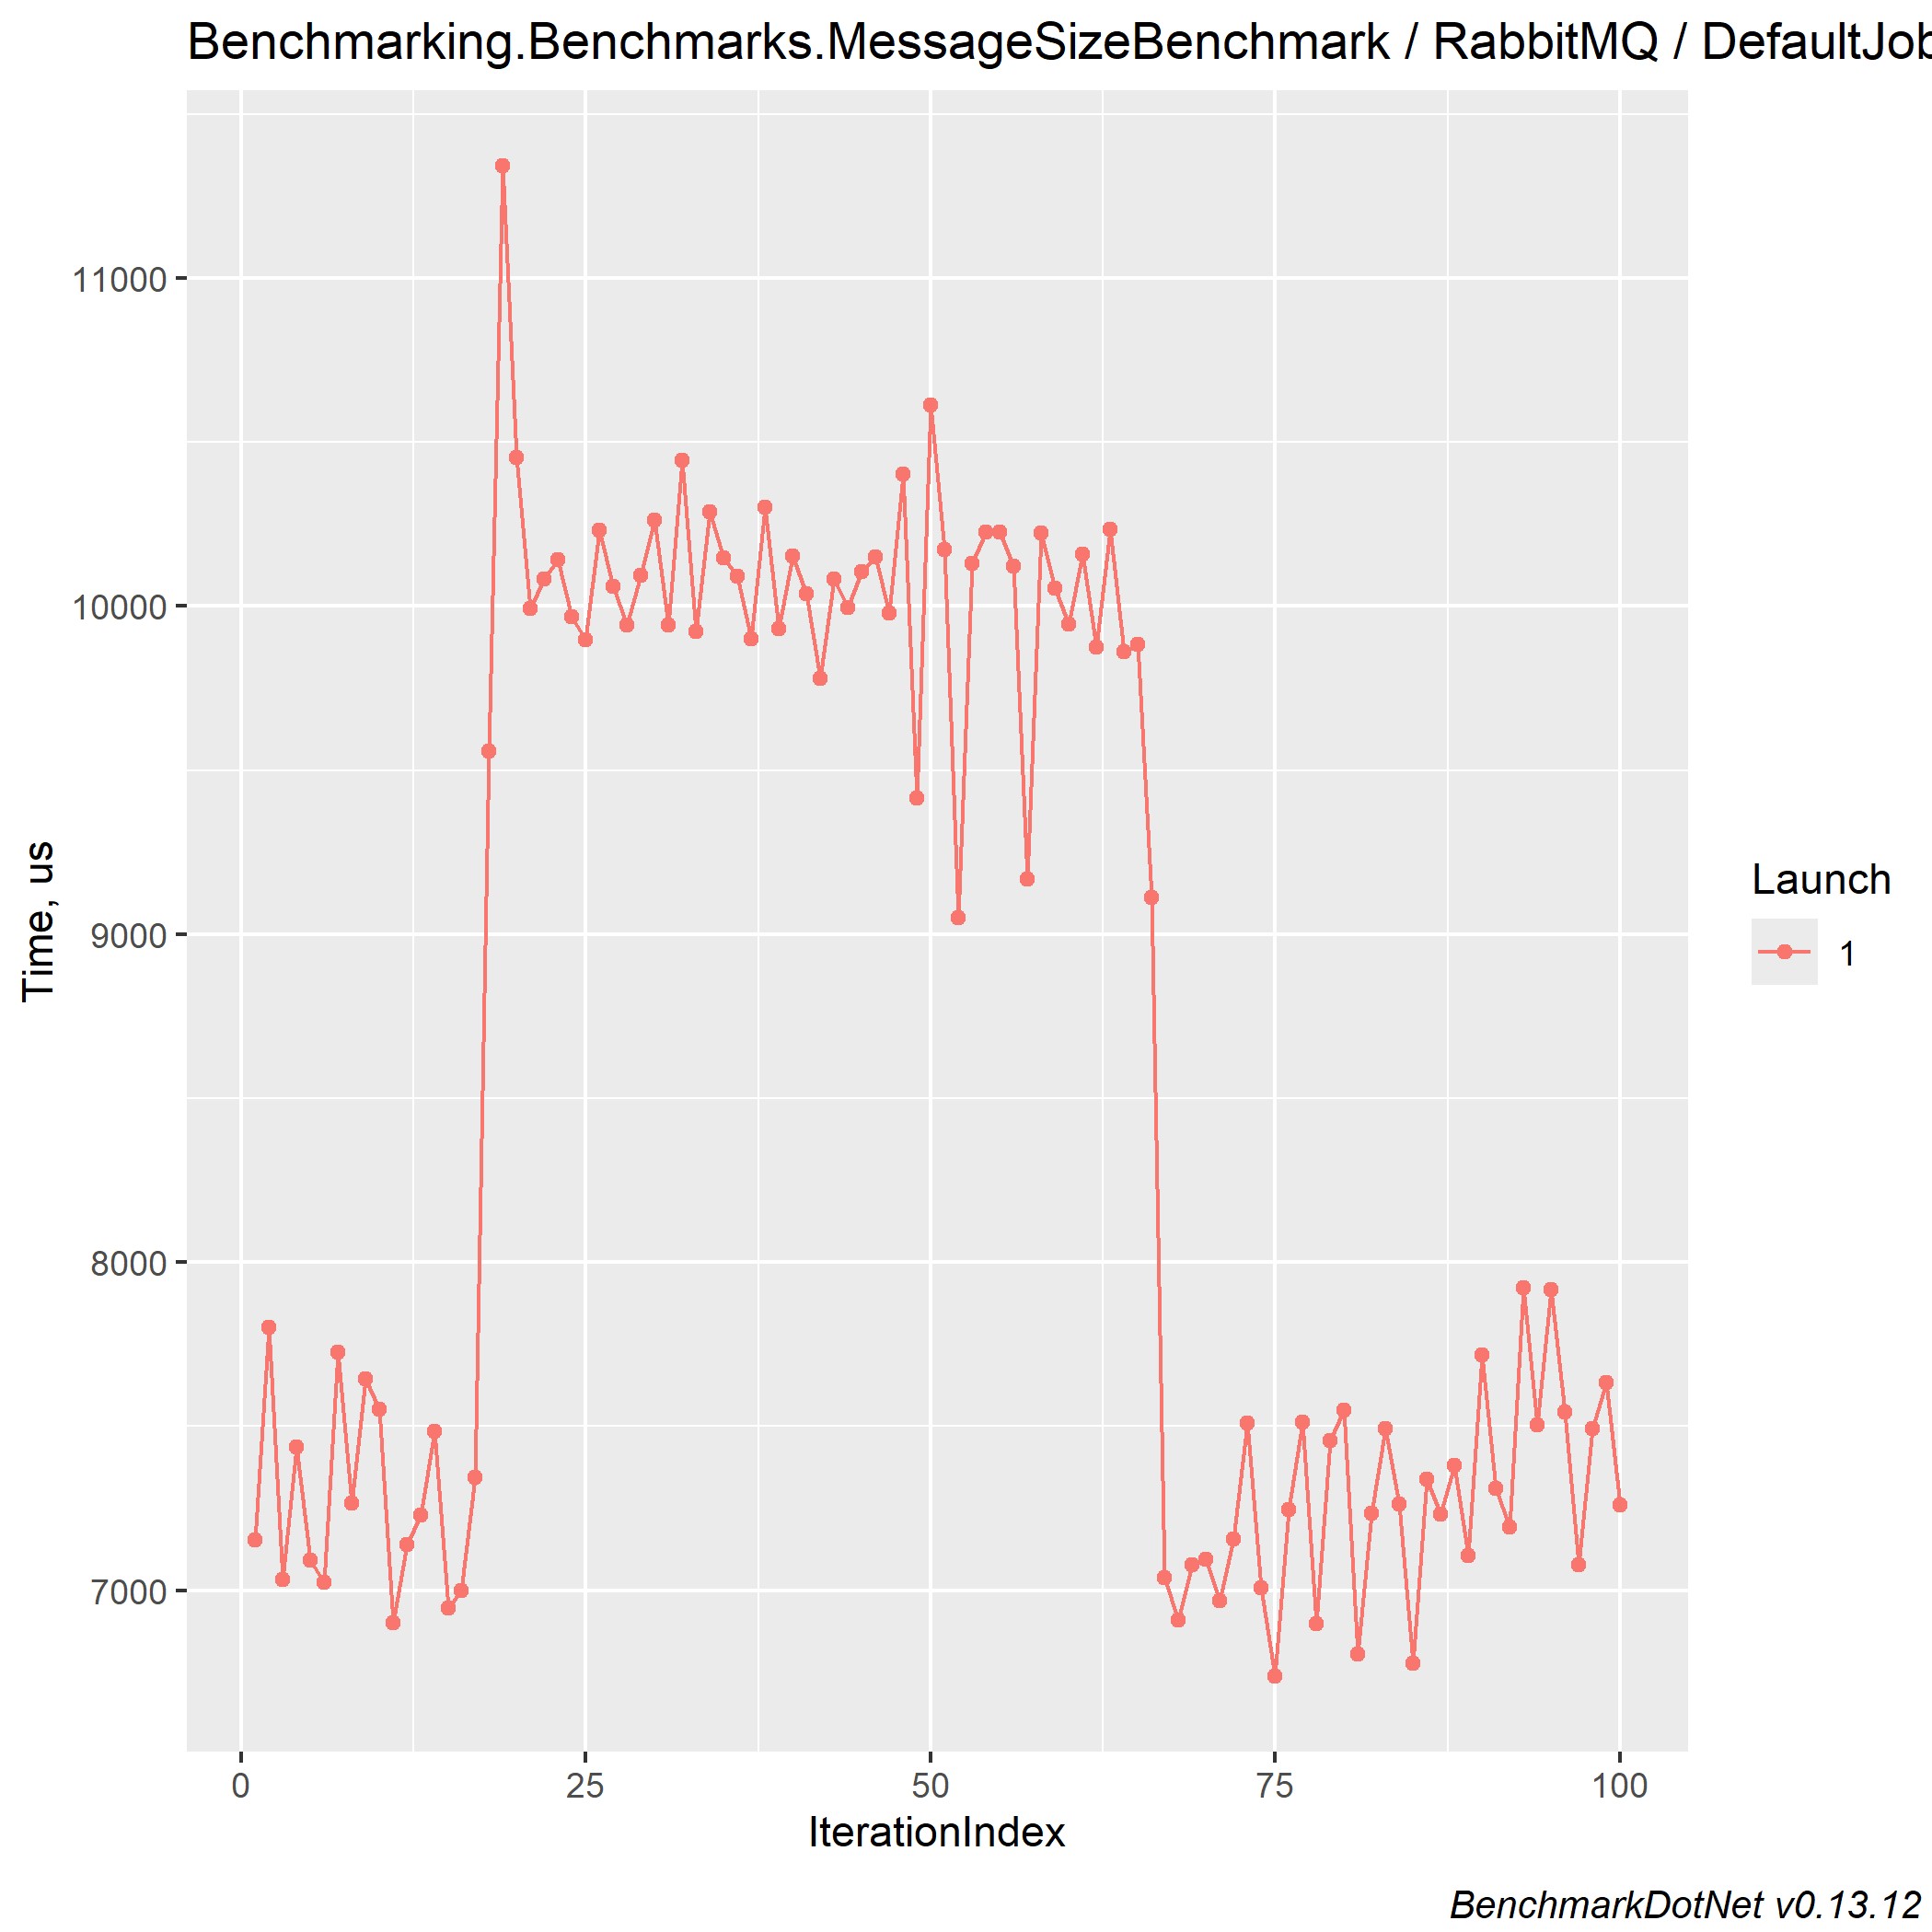 Benchmarking.Benchmarks.MessageSizeBenchmark / RabbitMQ / DefaultJob
11000
10000
9000
8000
7000
Time, us
0 25 50 75 100
IterationIndex
Launch
1
BenchmarkDotNet v0.13.12